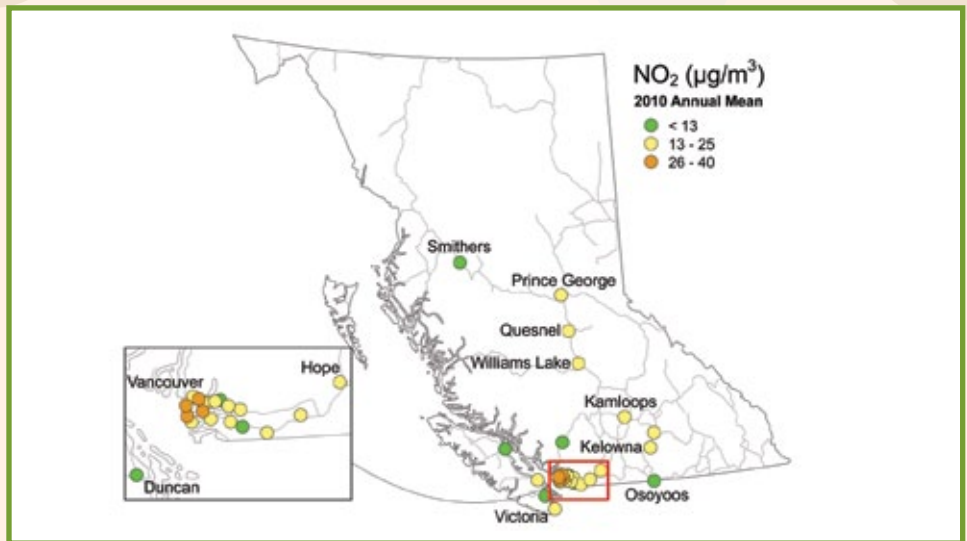 NO₂ (µg/m³)
2010 Annual Mean
< 13
13 - 25
26 - 40
Smithers
Prince George
Quesnel
Williams Lake
Kamloops
Kelowna
Osoyoos
Victoria
Vancouver
Hope
Duncan